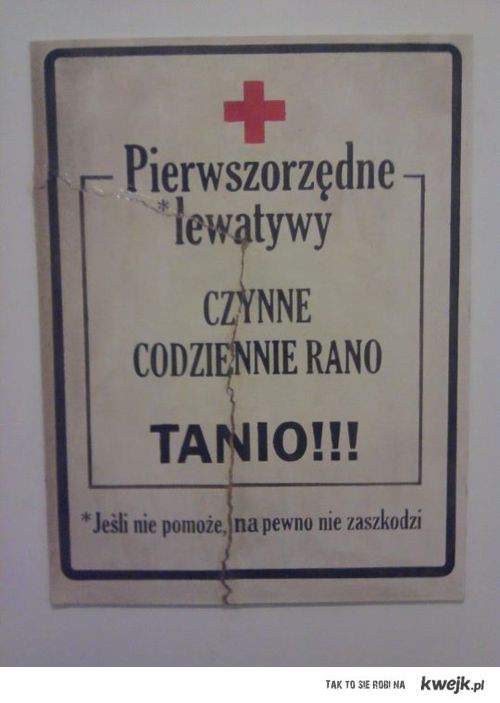 Pierwszorzędne
*lewatywy
CZYNNE
CODZIENNIE RANO
TANIO!!!
*Jeśli nie pomoże, na pewno nie zaszkodzi
TAK TO SIE ROBI NA kwejk.pl